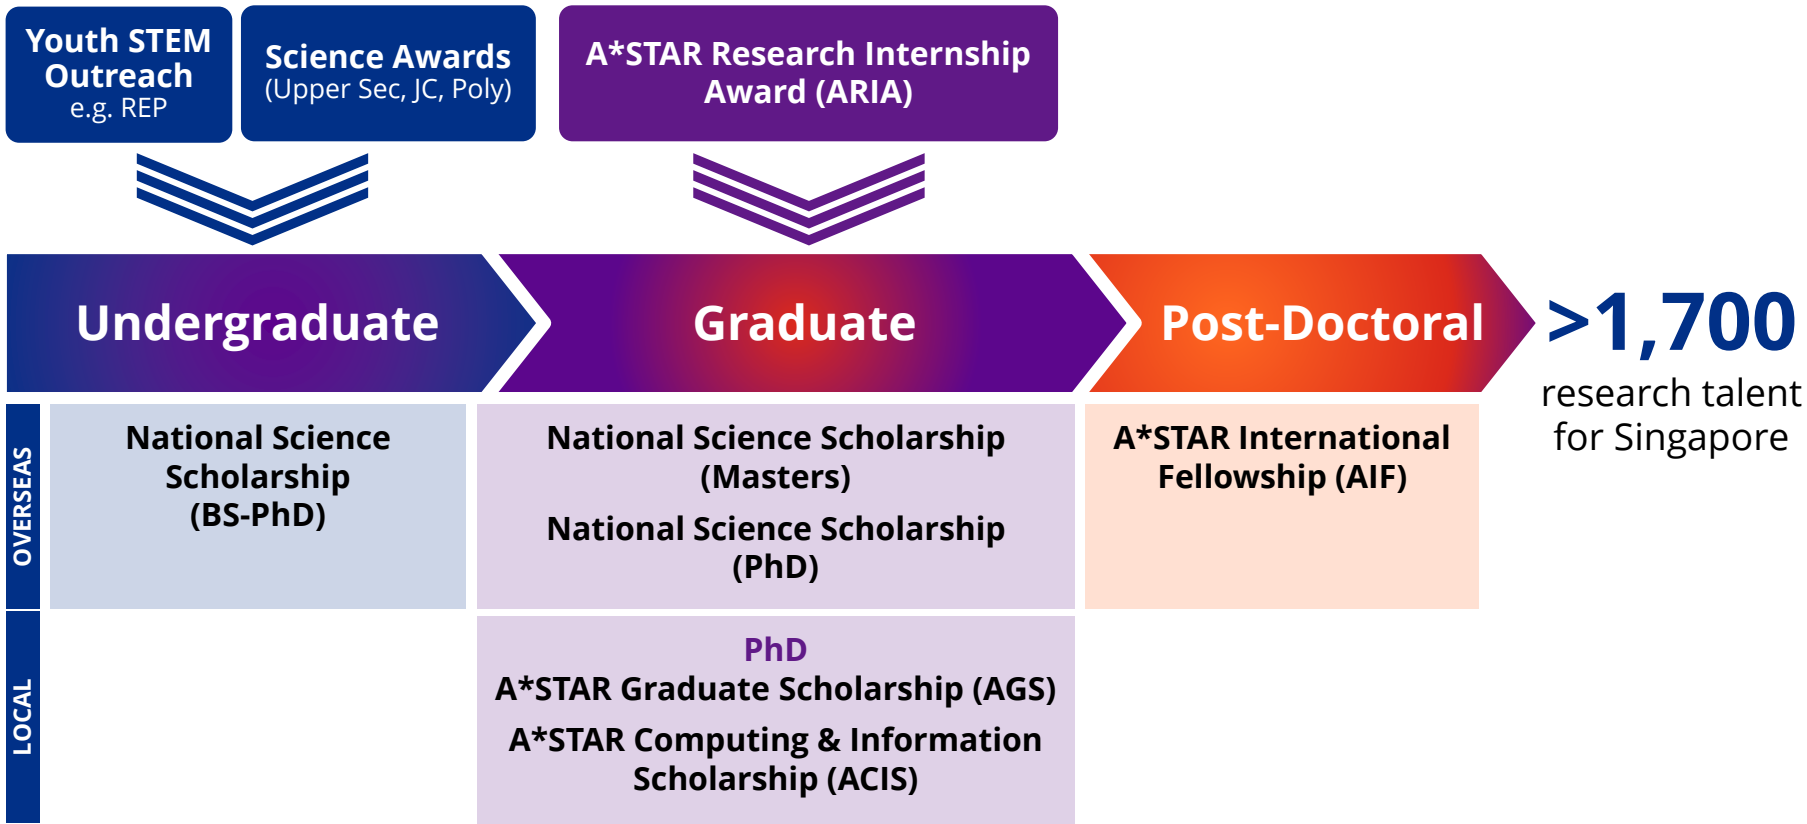 Youth STEM
Outreach
e.g. REP
Science Awards
(Upper Sec, JC, Poly)
A*STAR Research Internship
Award (ARIA)
Undergraduate
Graduate
Post-Doctoral
>1,700
research talent
for Singapore
OVERSEAS
National Science
Scholarship
(BS-PhD)
National Science Scholarship
(Masters)
National Science Scholarship
(PhD)
A*STAR International
Fellowship (AIF)
LOCAL
PhD
A*STAR Graduate Scholarship (AGS)
A*STAR Computing & Information
Scholarship (ACIS)